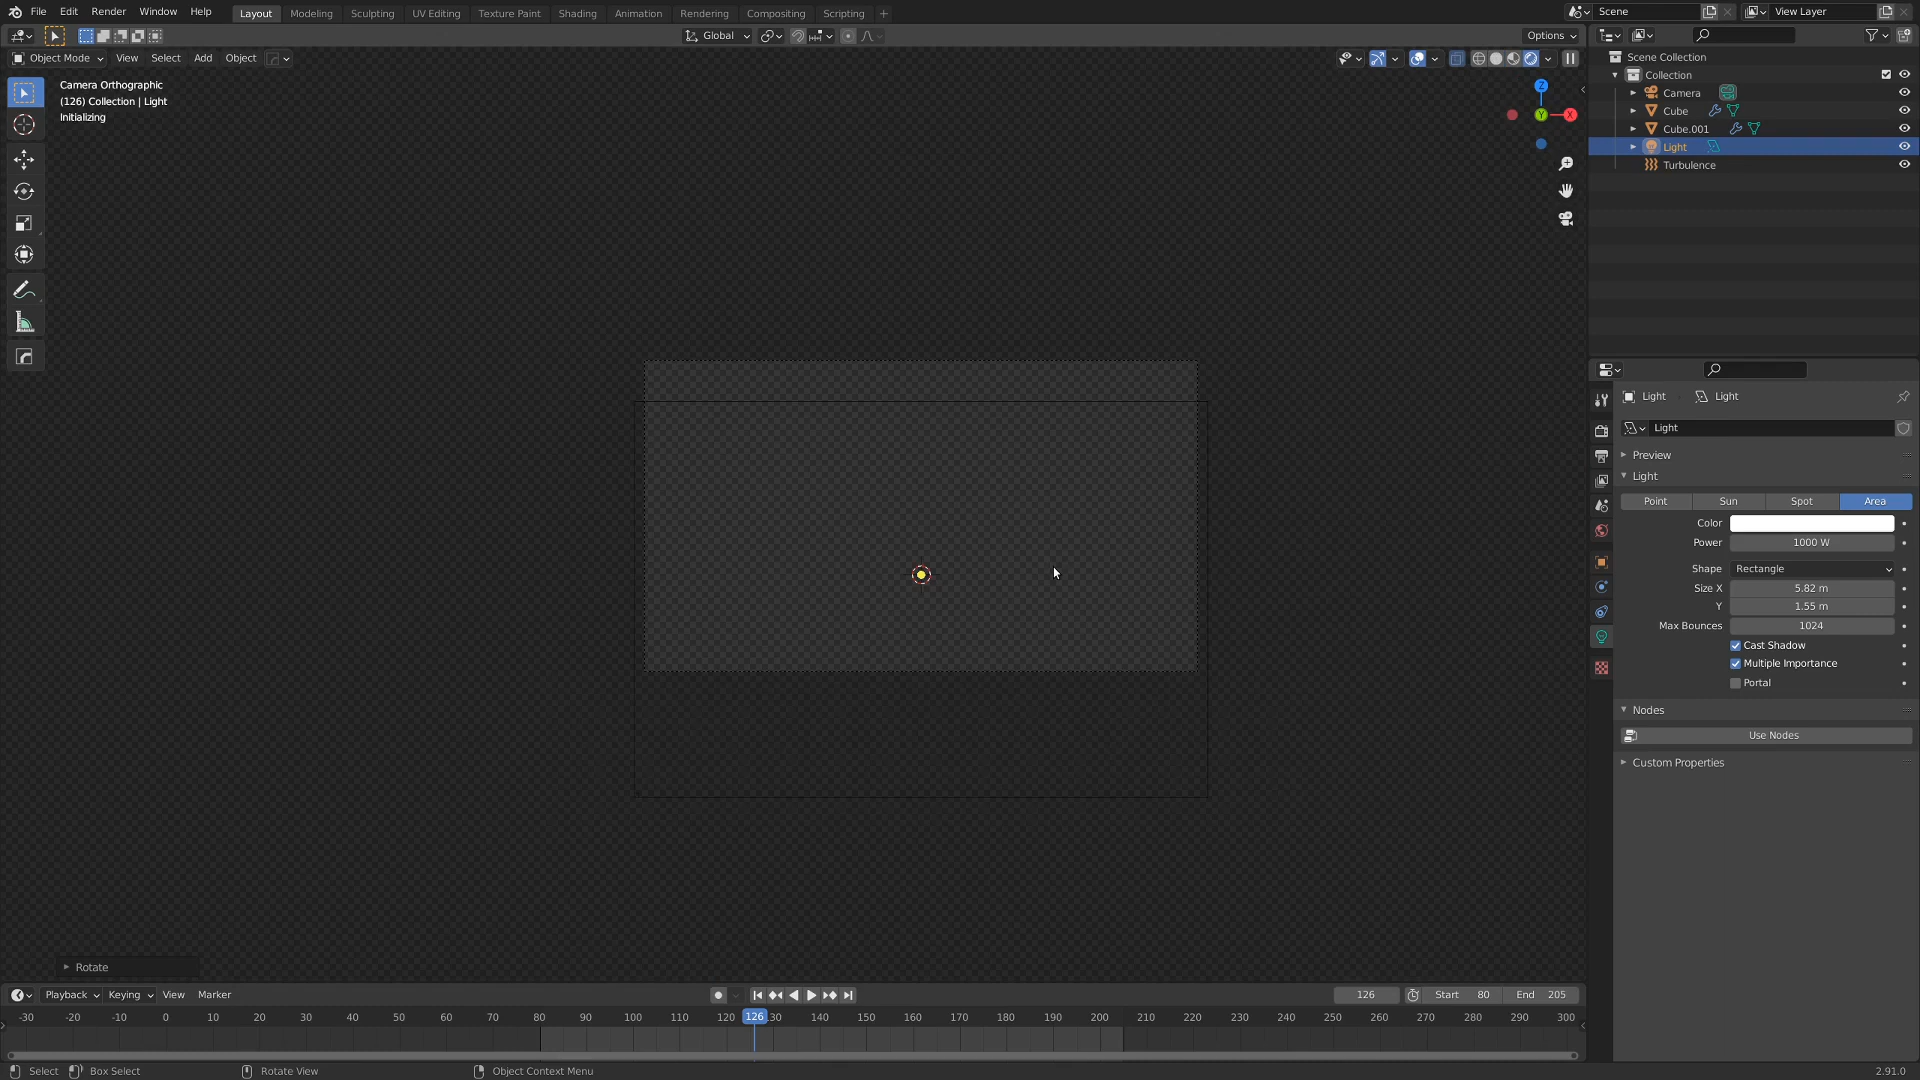 File Edit Render Window Help Layout Modeling Sculpting UV Editing Texture Paint Shading Animation Rendering Compositing Scripting + Scene View Layer
Global Options
Object Mode View Select Add Object
Camera Orthographic
(126) Collection | Light
Initializing
Z
Y
X
Scene Collection
Collection
Camera
Cube
Cube.001
Light
Turbulence
Light Light
Light
Preview
Light
Point Sun Spot Area
Color
Power 1000 W
Shape Rectangle
Size X 5.82 m
Y 1.55 m
Max Bounces 1024
Cast Shadow
Multiple Importance
Portal
Nodes
Use Nodes
Custom Properties
Rotate
Playback Keying View Marker 126 Start 80 End 205
-30 -20 -10 0 10 20 30 40 50 60 70 80 90 100 110 120 126 130 140 150 160 170 180 190 200 210 220 230 240 250 260 270 280 290 300
Select Box Select Rotate View Object Context Menu 2.91.0